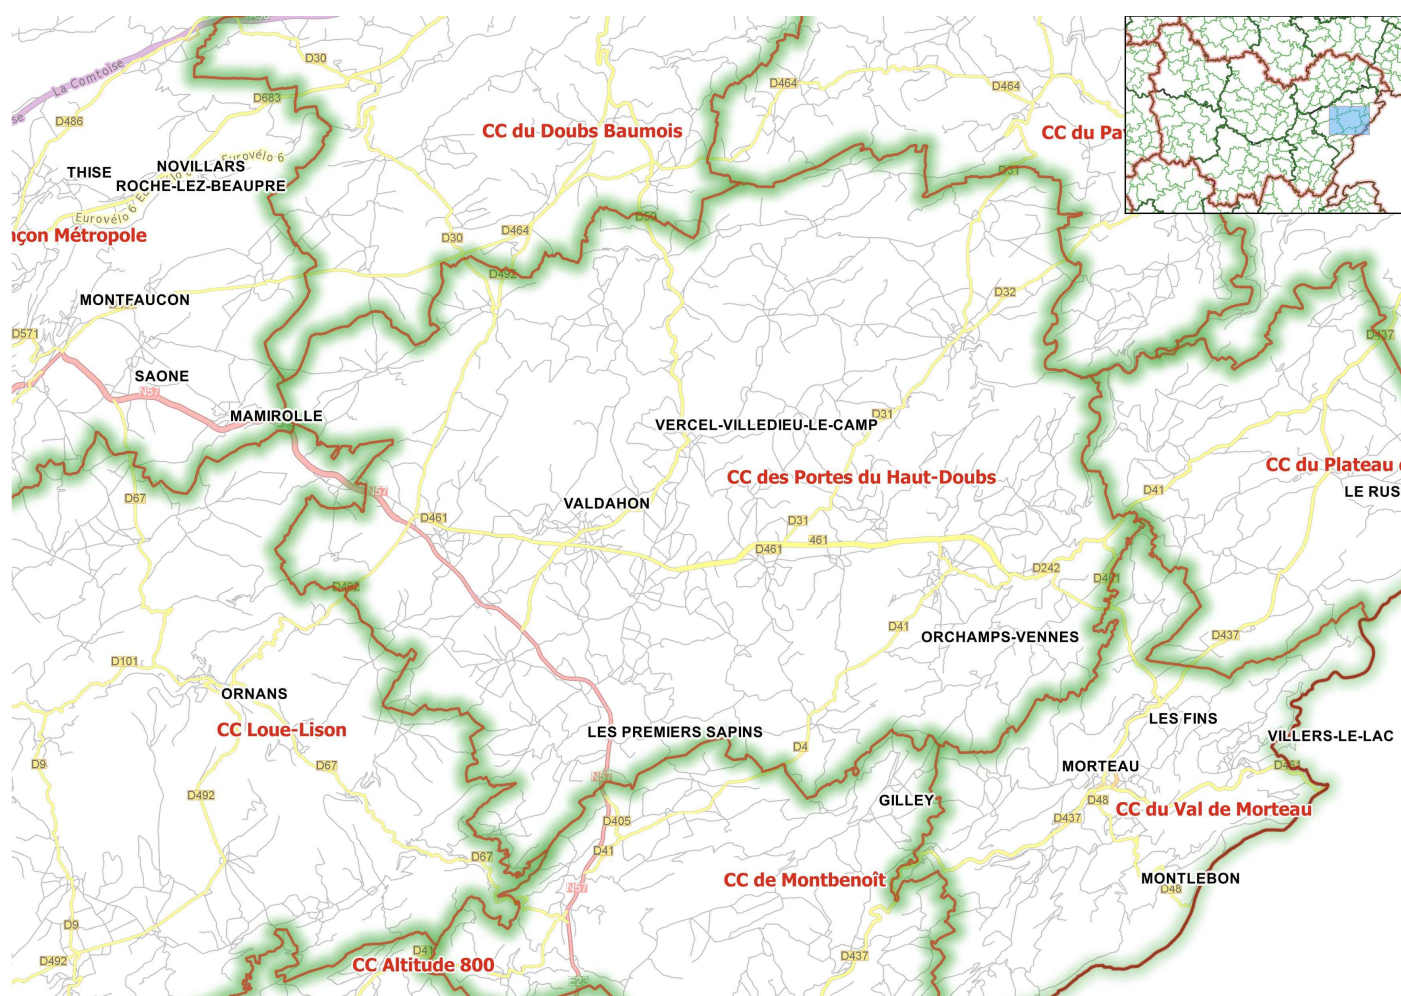 D30
La Comtoise
D683
D464
D464
D486
CC du Doubs Baumois
CC du Pa
NOVILLARS
Eurovélo 6
THISE
ROCHE-LEZ-BEAUPRE
D31
Eurovélo 6
D50
D464
D30
nçon Métropole
D492
MONTFAUCON
D32
D571
D437
SAONE
N57
MAMIROLLE
D31
VERCEL-VILLEDIEU-LE-CAMP
CC du Plateau
CC des Portes du Haut-Doubs
N57
D41
LE RUS
D67
VALDAHON
D461
D31
D461
461
D242
D461
D492
D41
ORCHAMPS-VENNES
D437
D101
ORNANS
LES FINS
CC Loue-Lison
LES PREMIERS SAPINS
VILLERS-LE-LAC
D4
D9
D67
MORTEAU
D461
N57
D492
GILLEY
D48
CC du Val de Morteau
D405
D437
D41
D67
CC de Montbenoît
MONTLEBON
N57
D48
D9
D41
D437
D492
CC Altitude 800
E23